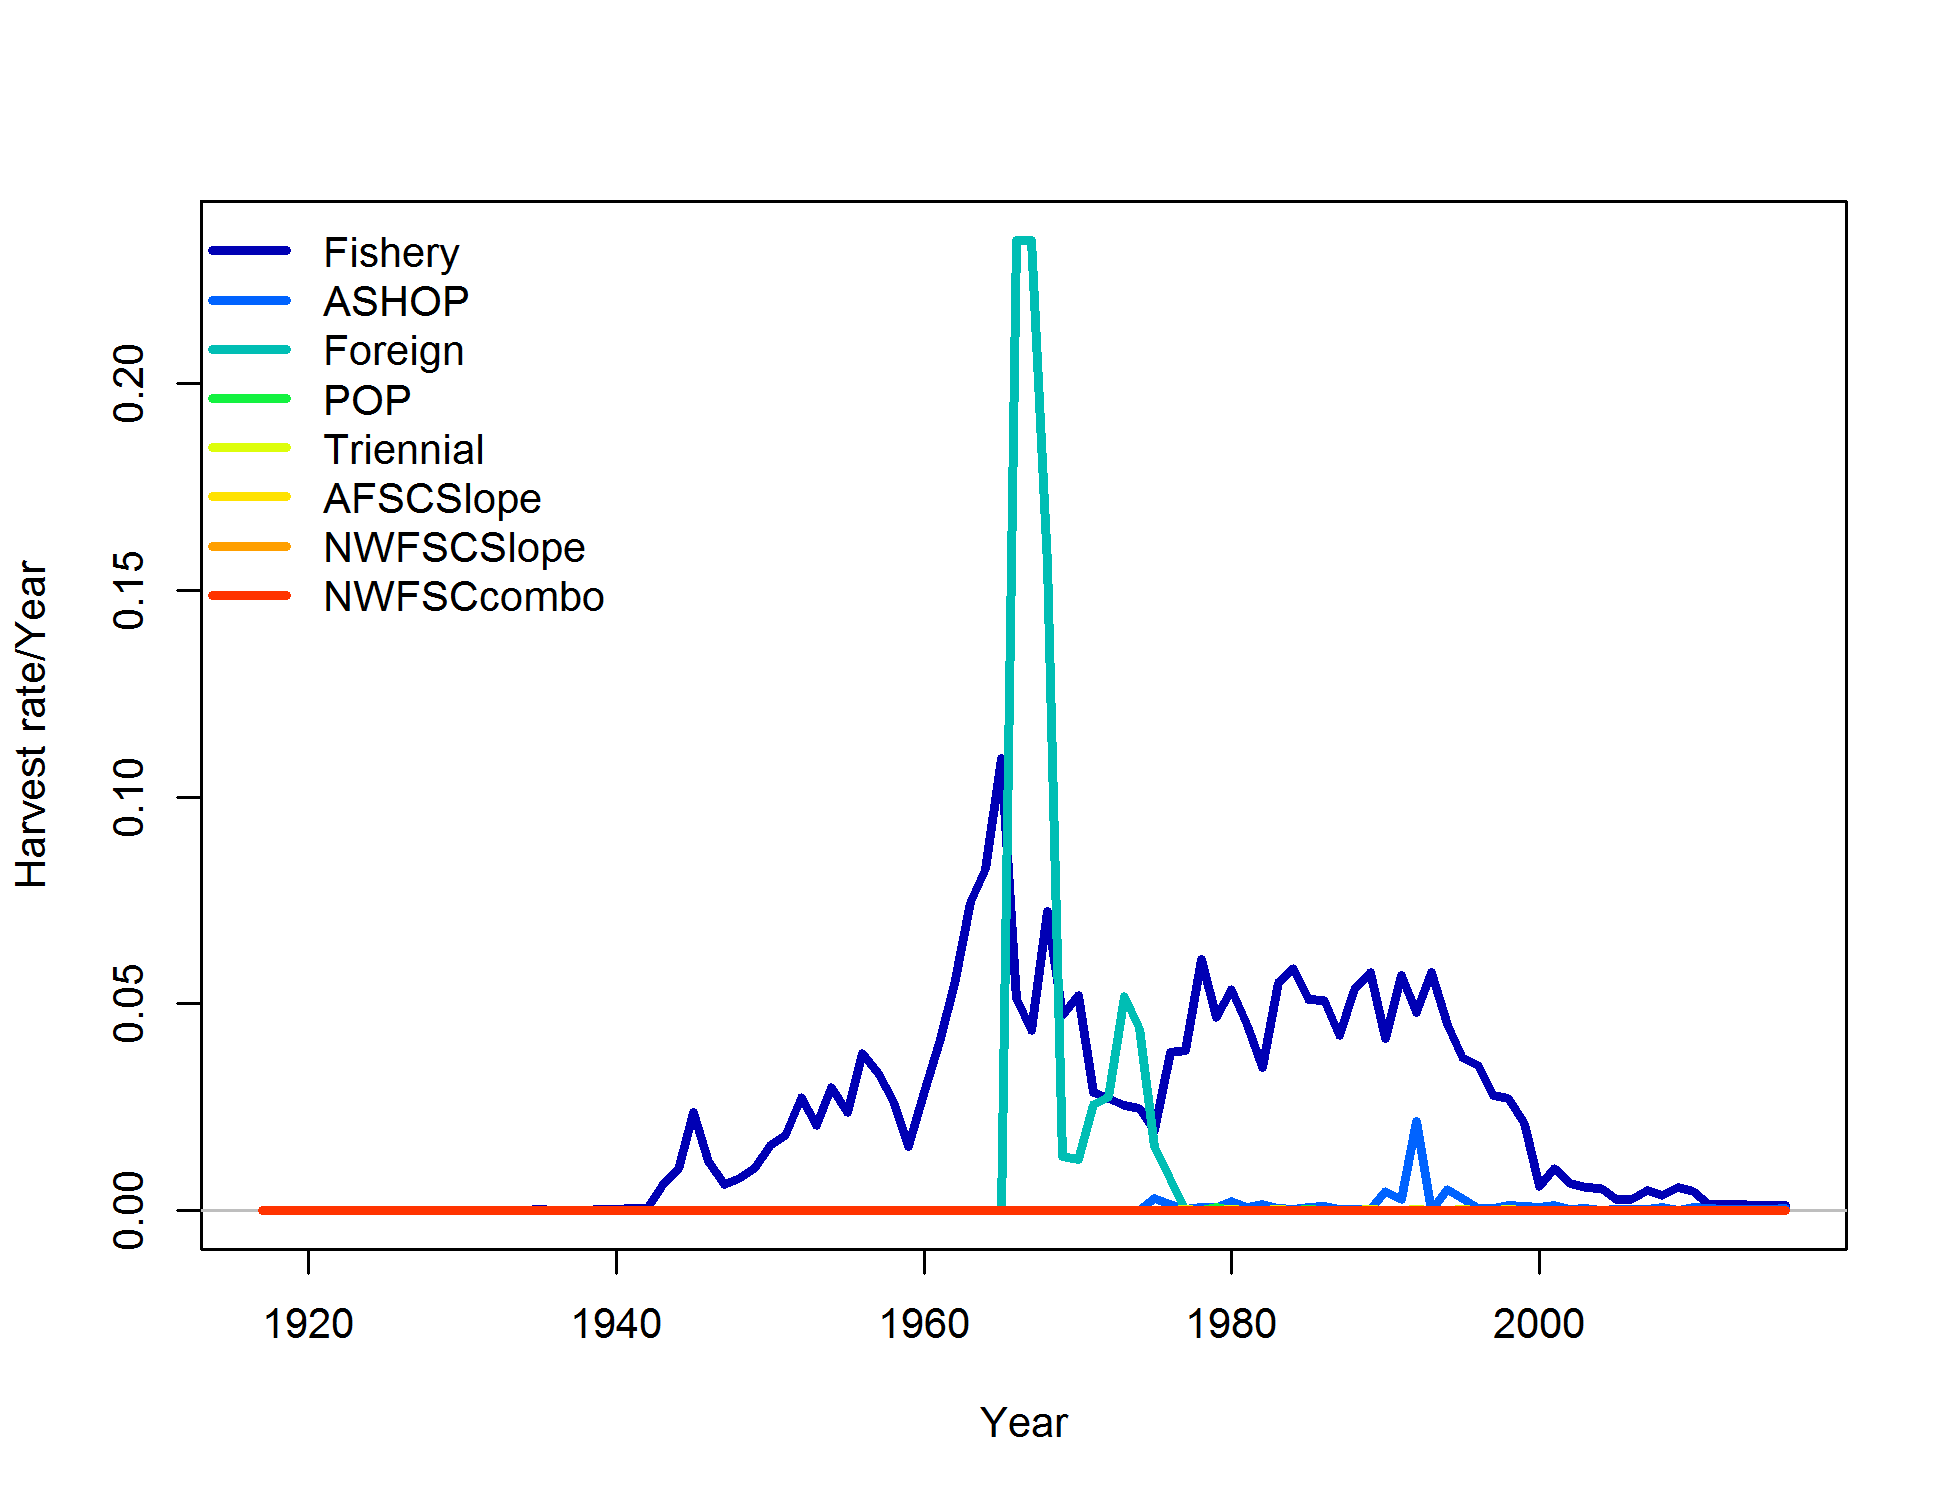 Fishery
ASHOP
Foreign
POP
Triennial
AFSCSlope
NWFSCSlope
NWFSCcombo
Harvest rate/Year
0.20
0.15
0.10
0.05
0.00
1920 1940 1960 1980 2000
Year